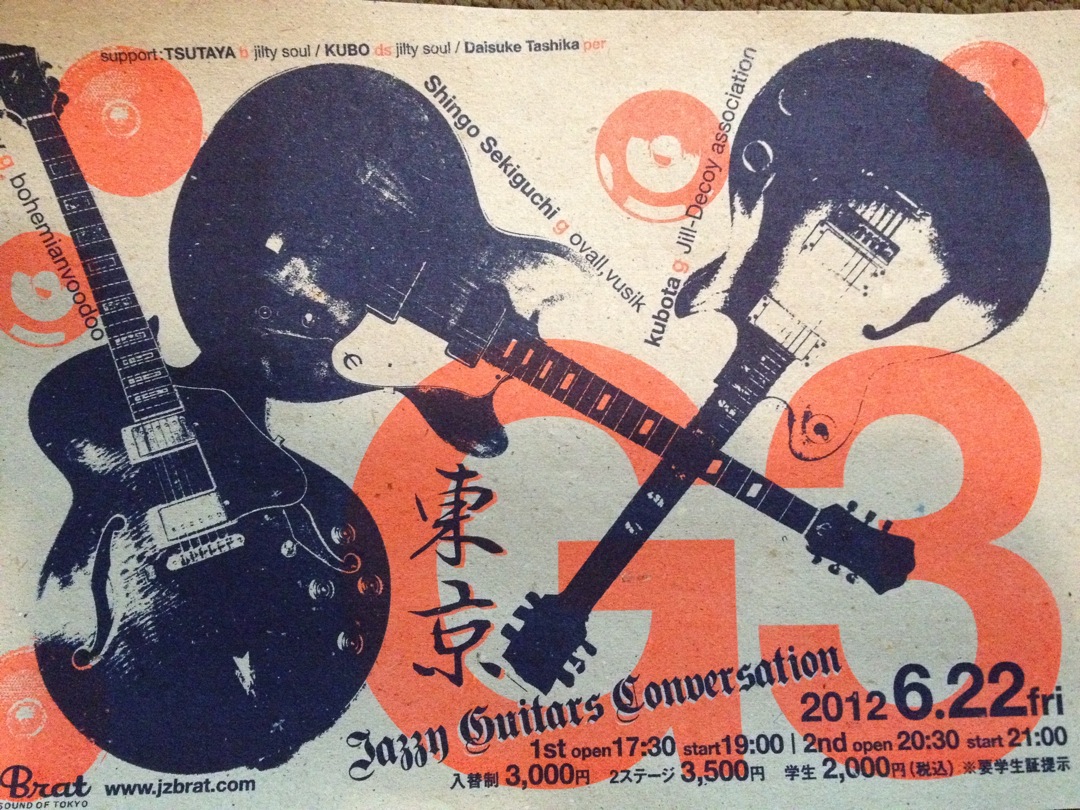 support:TSUTAYA b jilty soul / KUBO ds jilty soul / Daisuke Tashika per
g bohemianvoodoo
Shingo Sekiguchi g ovall,vusik
kubota g Jill-Decoy association
G3
東京
Jazzy Guitars Conversation
2012 6.22 fri
1st open 17:30 start 19:00 | 2nd open 20:30 start 21:00
入替制 3,000円 2ステージ 3,500円 学生 2,000円(税込) ※要学生証提示
Brat www.jzbrat.com
SOUND OF TOKYO